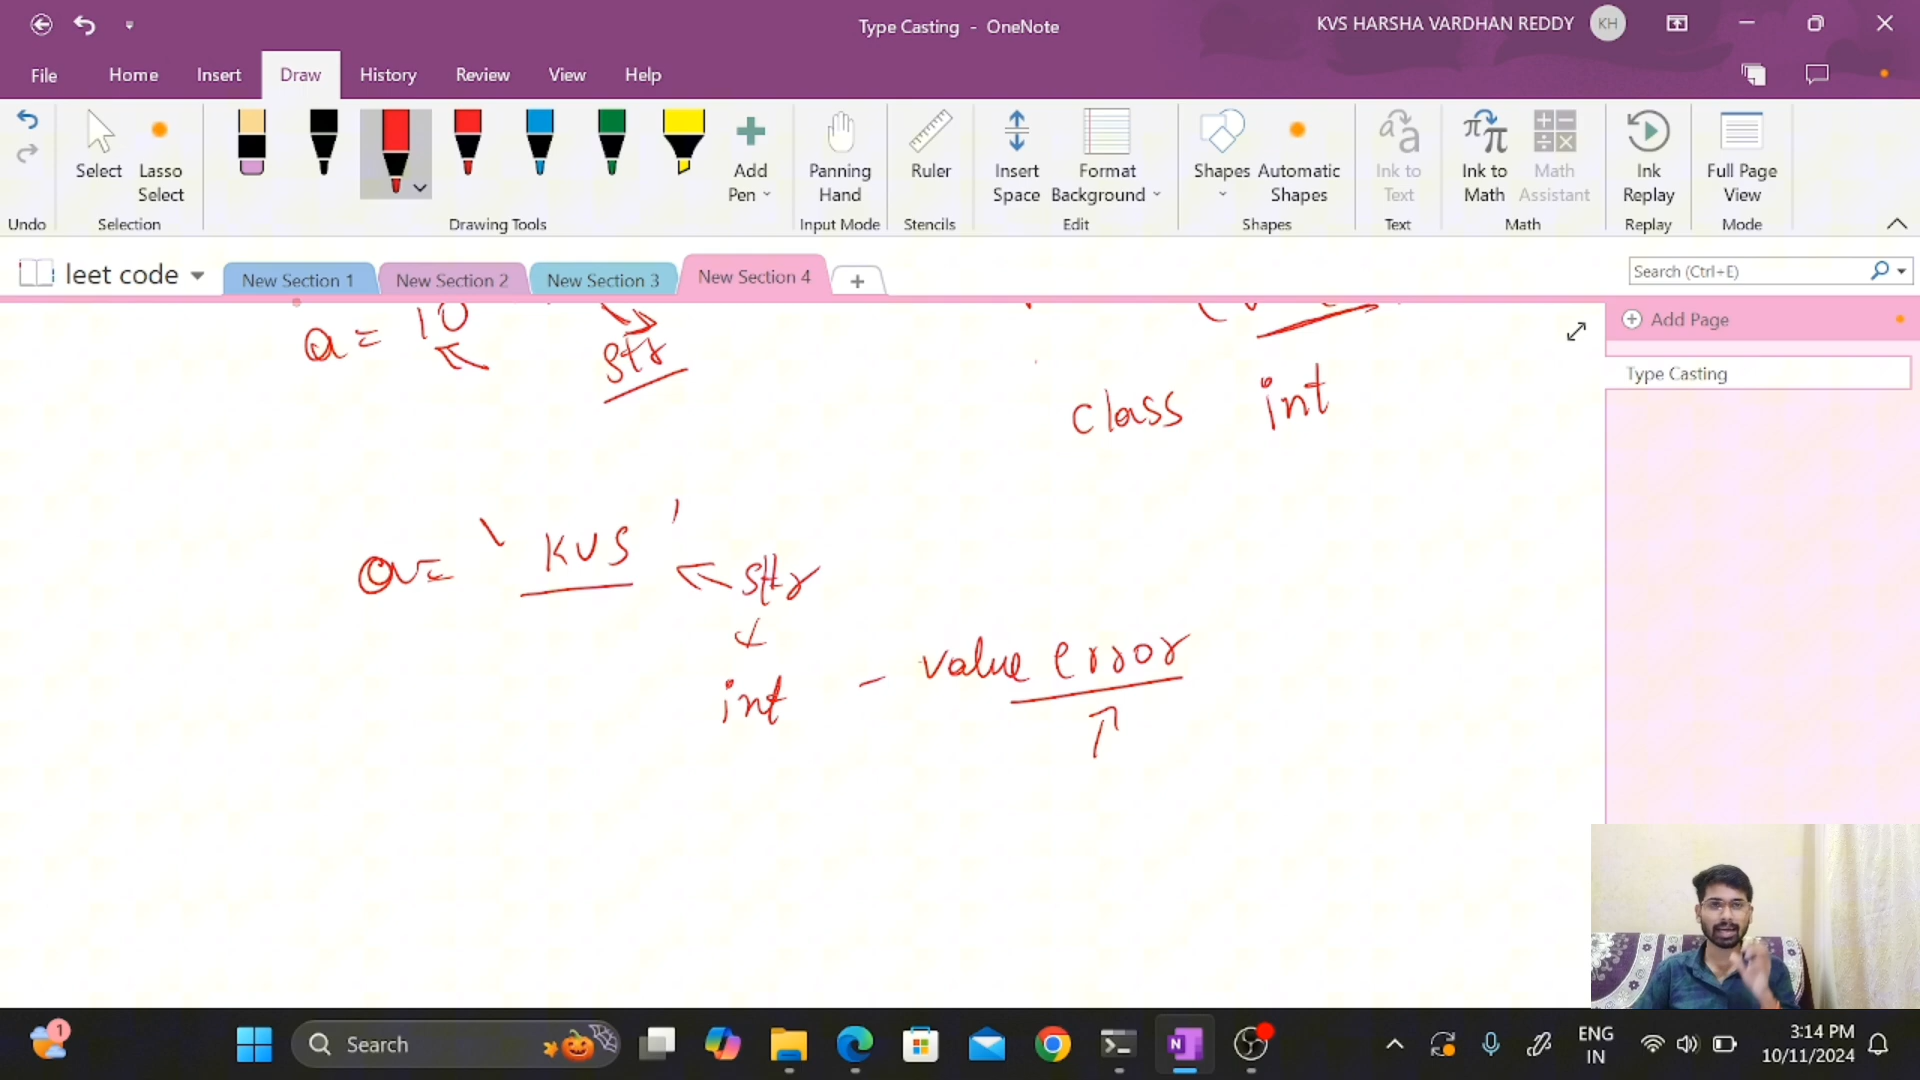 Type Casting - OneNote
KVS HARSHA VARDHAN REDDY KH
File Home Insert Draw History Review View Help
Select Lasso Select
Add Pen
Panning Hand
Ruler
Insert Space
Format Background
Shapes
Automatic Shapes
Ink to Text
Ink to Math
Math Assistant
Ink Replay
Full Page View
Undo Selection Drawing Tools Input Mode Stencils Edit Shapes Text Math Replay Mode
leet code New Section 1 New Section 2 New Section 3 New Section 4
Search (Ctrl+E)
Add Page
Type Casting
a = 10
str
class int
a = ' KVS ' str
int - value error
1
Search
ENG
IN
3:14 PM
10/11/2024